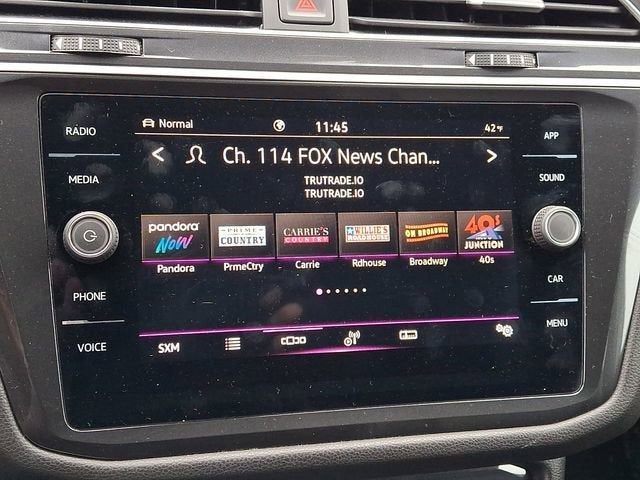 RADIO
MEDIA
PHONE
VOICE
Normal
11:45
42°F
Ch. 114 FOX News Chan...
TRUTRADE.IO
TRUTRADE.IO
pandora
NOW
PRIME
COUNTRY
CARRIE'S
COUNTRY
WILLIE'S
ROADHOUSE
ON BROADWAY
40s
JUNCTION
Pandora
PrmeCtry
Carrie
Rdhouse
Broadway
40s
SXM
APP
SOUND
CAR
MENU